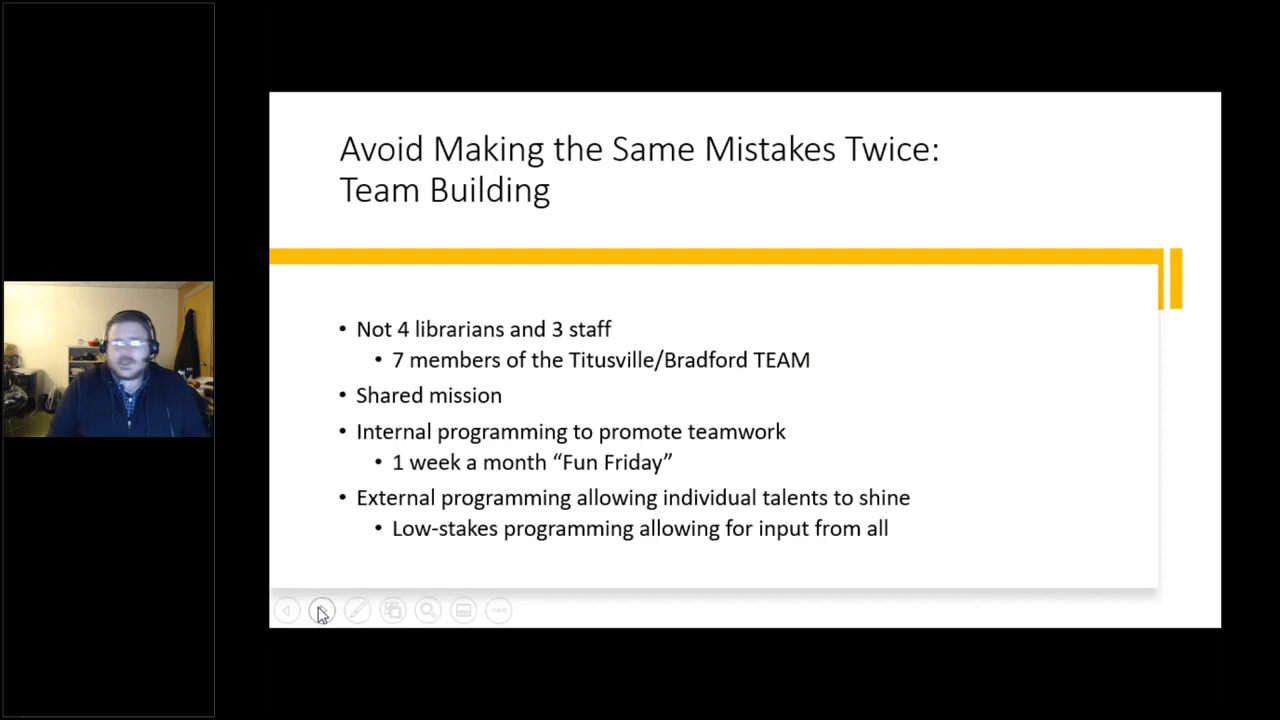 Avoid Making the Same Mistakes Twice:
Team Building
• Not 4 librarians and 3 staff
• 7 members of the Titusville/Bradford TEAM
• Shared mission
• Internal programming to promote teamwork
• 1 week a month “Fun Friday”
• External programming allowing individual talents to shine
• Low-stakes programming allowing for input from all